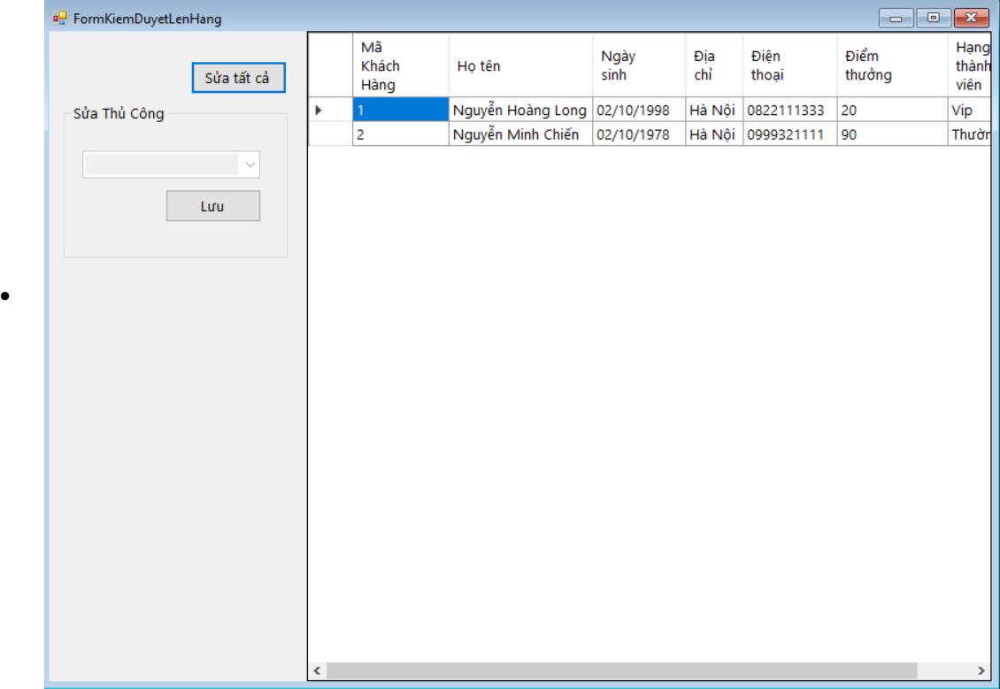 FormKiemDuyetLenHang
Sửa tất cả
Sửa Thủ Công
Lưu
Mã Khách Hàng Họ tên Ngày sinh Địa chỉ Điện thoại Điểm thưởng Hạng thành viên
1 Nguyễn Hoàng Long 02/10/1998 Hà Nội 0822111333 20 Vip
2 Nguyễn Minh Chiến 02/10/1978 Hà Nội 0999321111 90 Thườn